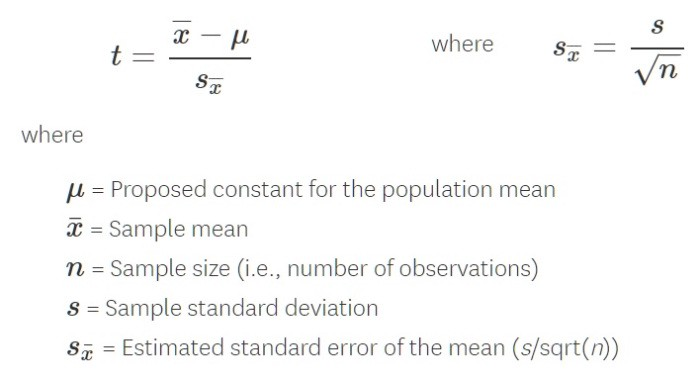 t = (x̄ − μ) / s_x̄ where s_x̄ = s / √n
where
μ = Proposed constant for the population mean
x̄ = Sample mean
n = Sample size (i.e., number of observations)
s = Sample standard deviation
s_x̄ = Estimated standard error of the mean (s/sqrt(n))